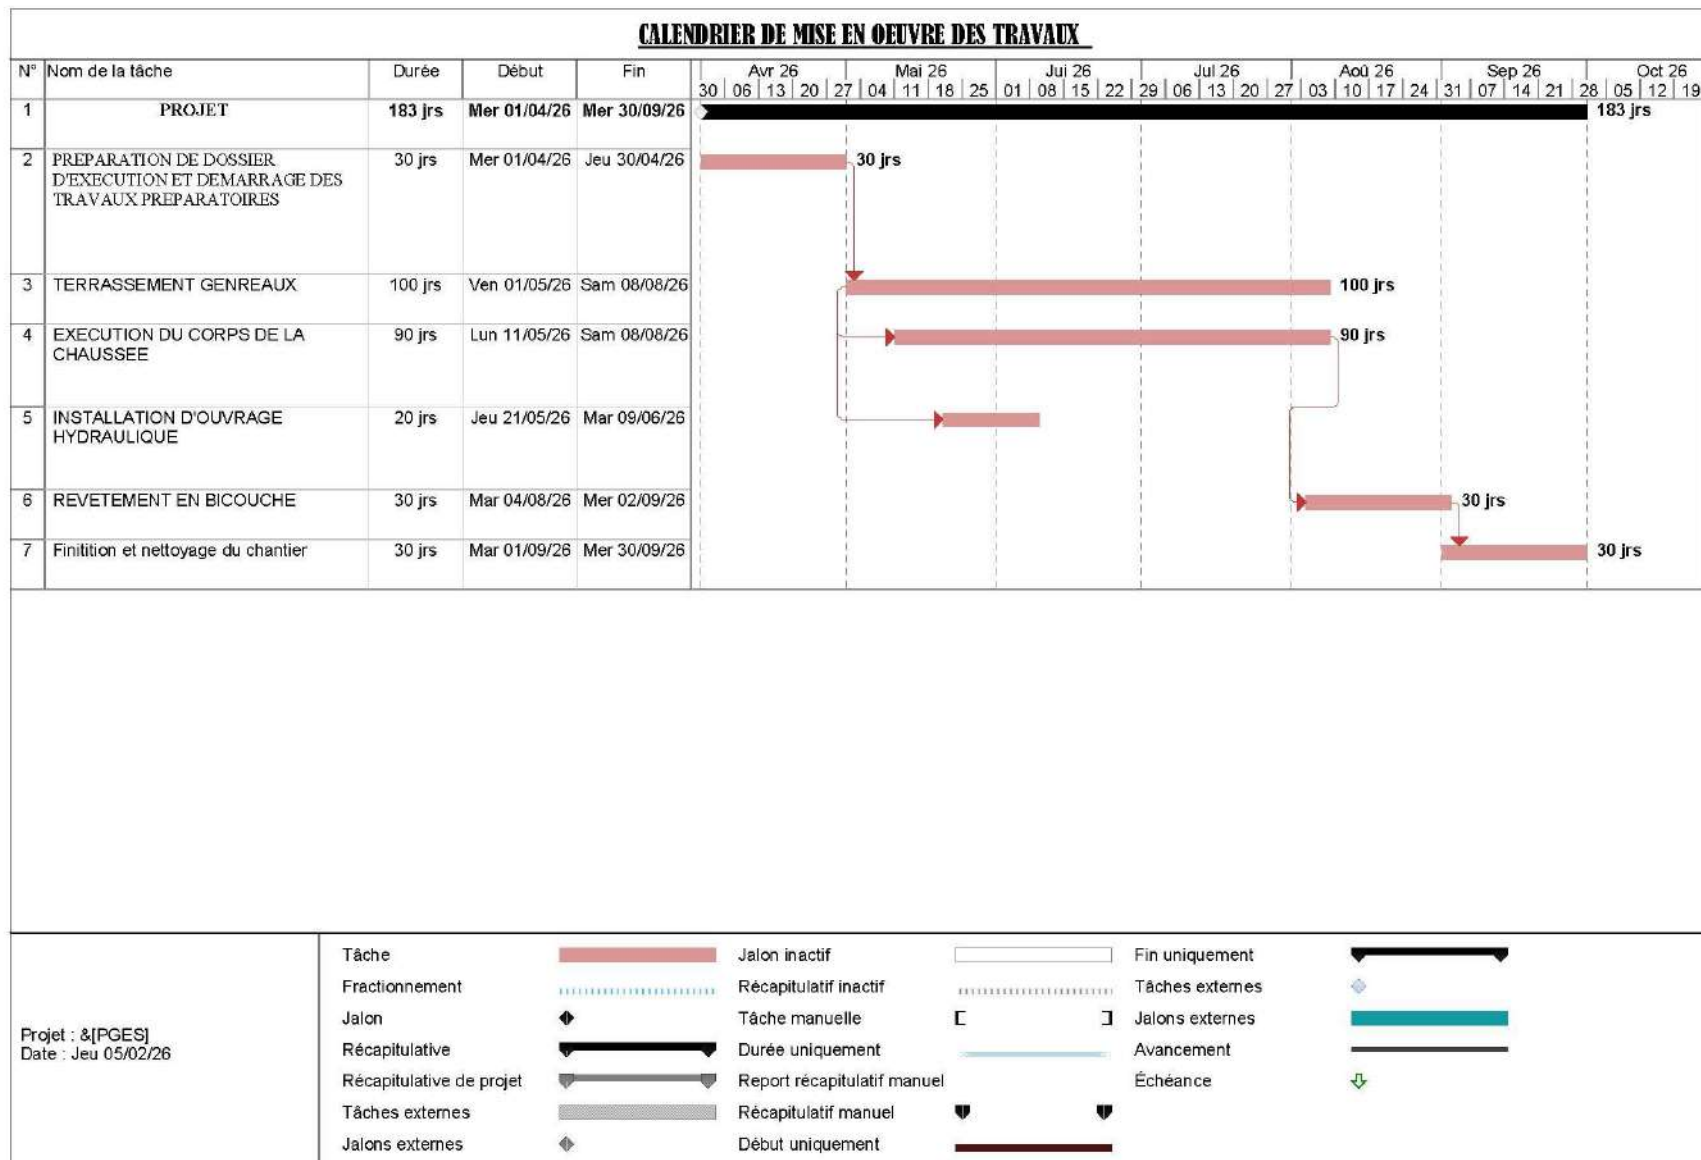 CALENDRIER DE MISE EN OEUVRE DES TRAVAUX
N° Nom de la tâche Durée Début Fin Avr 26 Mai 26 Jui 26 Jul 26 Aoû 26 Sep 26 Oct 26
30 06 13 20 27 04 11 18 25 01 08 15 22 29 06 13 20 27 03 10 17 24 31 07 14 21 28 05 12 19
1 PROJET 183 jrs Mer 01/04/26 Mer 30/09/26 183 jrs
2 PREPARATION DE DOSSIER 30 jrs Mer 01/04/26 Jeu 30/04/26 30 jrs
D'EXECUTION ET DEMARRAGE DES
TRAVAUX PREPARATOIRES
3 TERRASSEMENT GENREAUX 100 jrs Ven 01/05/26 Sam 08/08/26 100 jrs
4 EXECUTION DU CORPS DE LA 90 jrs Lun 11/05/26 Sam 08/08/26 90 jrs
CHAUSSEE
5 INSTALLATION D'OUVRAGE 20 jrs Jeu 21/05/26 Mar 09/06/26
HYDRAULIQUE
6 REVETEMENT EN BICOUCHE 30 jrs Mar 04/08/26 Mer 02/09/26 30 jrs
7 Finitition et nettoyage du chantier 30 jrs Mar 01/09/26 Mer 30/09/26 30 jrs
Projet : &[PGES]
Date : Jeu 05/02/26
Tâche Jalon inactif Fin uniquement
Fractionnement Récapitulatif inactif Tâches externes
Jalon Tâche manuelle Jalons externes
Récapitulative Durée uniquement Avancement
Récapitulative de projet Report récapitulatif manuel Échéance
Tâches externes Récapitulatif manuel
Jalons externes Début uniquement